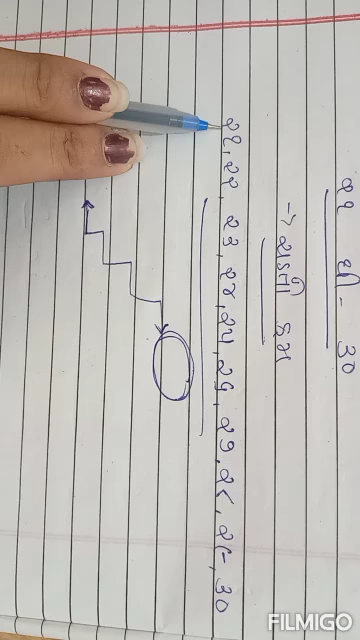 ૨૧ થી - ૩૦
→ ચડતો ક્રમ
૨૧, ૨૨, ૨૩, ૨૪, ૨૫, ૨૬, ૨૭, ૨૮, ૨૯, ૩૦
FILMIGO